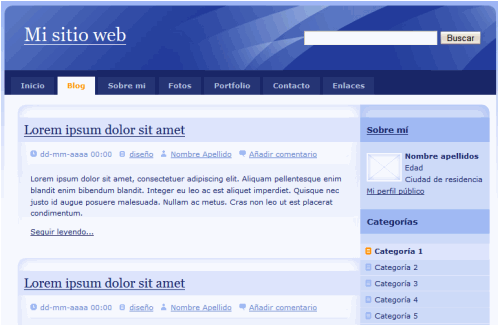 Mi sitio web
Buscar
Inicio Blog Sobre mi Fotos Portfolio Contacto Enlaces
Lorem ipsum dolor sit amet
dd-mm-aaaa 00:00 diseño Nombre Apellido Añadir comentario
Lorem ipsum dolor sit amet, consectetuer adipiscing elit. Aliquam pellentesque enim
blandit enim bibendum blandit. Integer eu leo ac est aliquet imperdiet. Quisque nec
justo id augue posuere malesuada. Nullam ac metus. Cras non leo ut est placerat
condimentum.
Seguir leyendo...
Lorem ipsum dolor sit amet
dd-mm-aaaa 00:00 diseño Nombre Apellido Añadir comentario
Sobre mí
Nombre apellidos
Edad
Ciudad de residencia
Mi perfil público
Categorías
Categoría 1
Categoría 2
Categoría 3
Categoría 4
Categoría 5